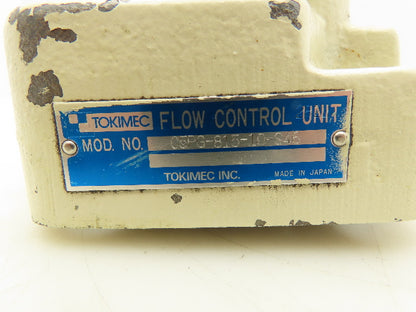 TOKIMEC FLOW CONTROL UNIT
MOD. NO.
TOKIMEC INC. MADE IN JAPAN